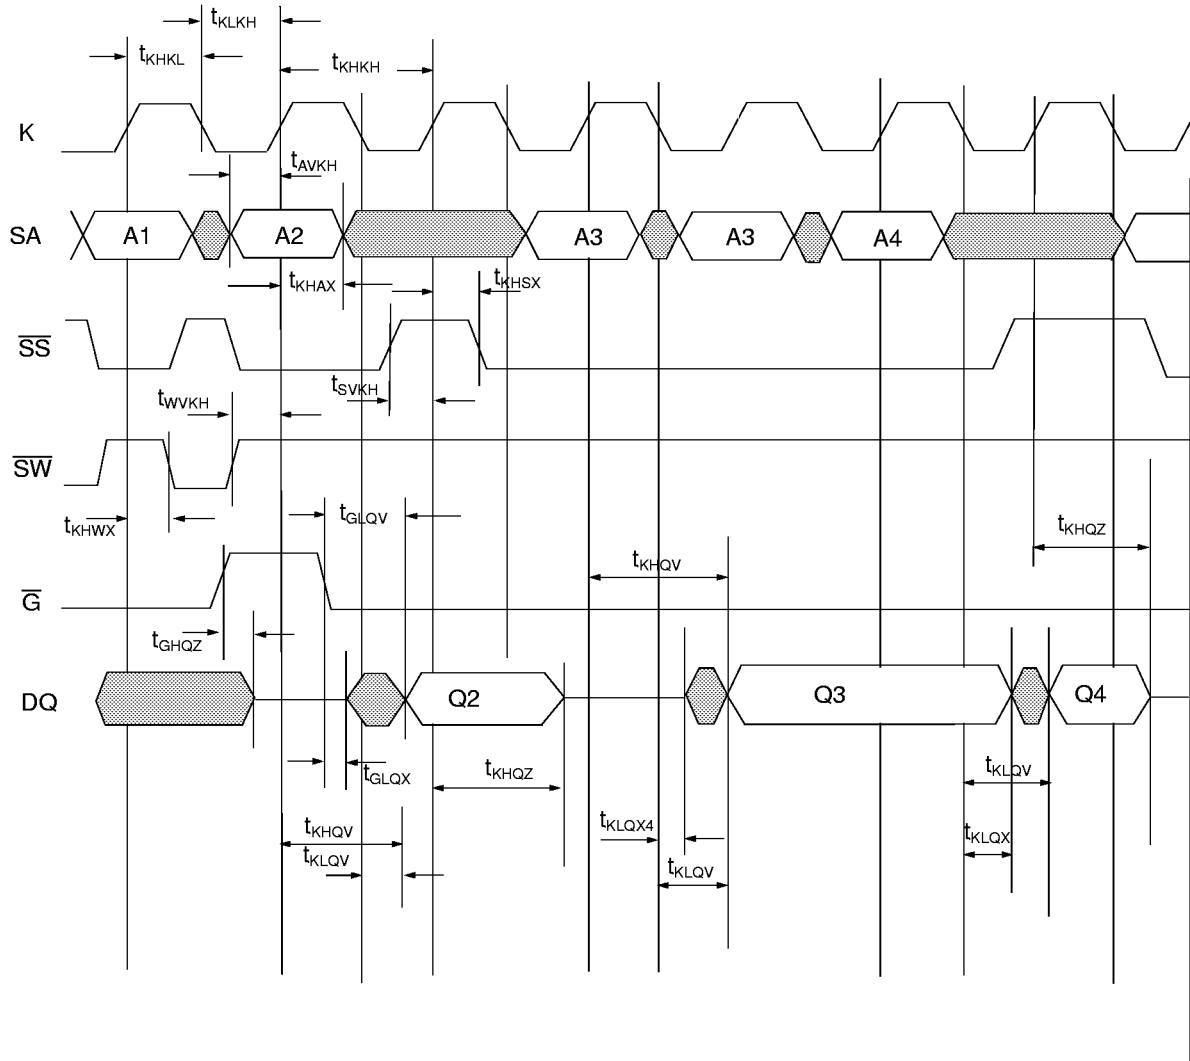 tKLKH
tKHKL
tKHKH
K
tAVKH
SA
A1
A2
A3
A3
A4
tKHAX
tKHSX
SS
tSVKH
tWVKH
SW
tKHWX
tGLQV
tKHQZ
tKHQV
G
tGHQZ
DQ
Q2
Q3
Q4
tGLQX
tKHQZ
tKLQV
tKHQV
tKLQX4
tKLQX
tKLQV
tKLQV